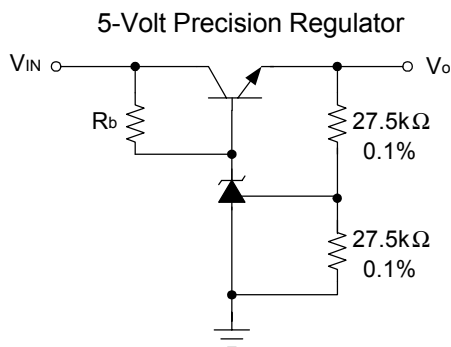 5-Volt Precision Regulator
VIN
Vo
Rb
27.5kΩ
0.1%
27.5kΩ
0.1%